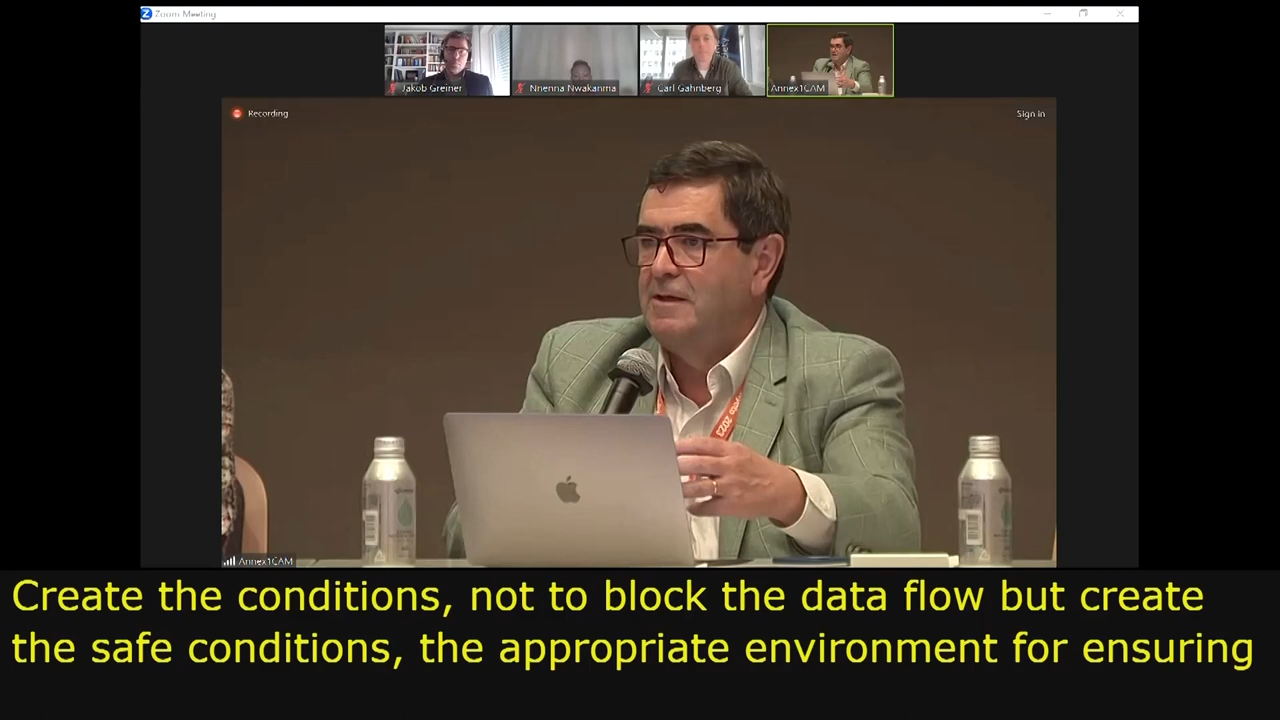 Zoom Meeting
Jakob Greiner
Nnenna Nwakanma
Carl Gahnberg
Annex1CAM
Recording
Sign in
2023
Annex1CAM
Create the conditions, not to block the data flow but create
the safe conditions, the appropriate environment for ensuring